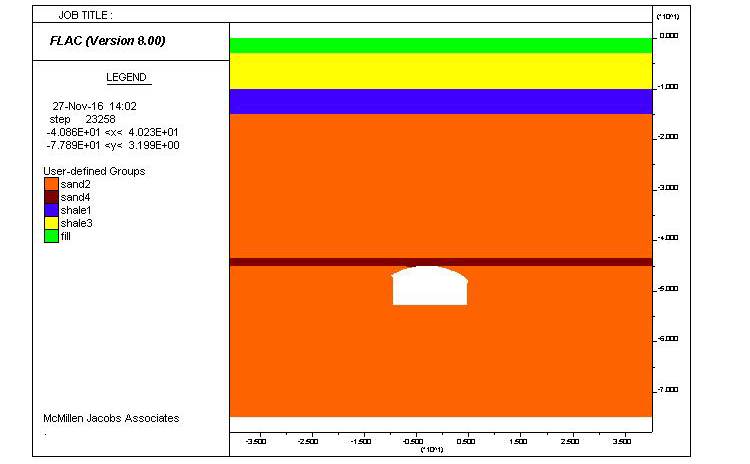 JOB TITLE :
FLAC (Version 8.00)
LEGEND
27-Nov-16 14:02
step 23258
-4.086E+01 <x< 4.023E+01
-7.789E+01 <y< 3.199E+00
User-defined Groups
sand2
sand4
shale1
shale3
fill
McMillen Jacobs Associates
(*10^1)
0.000
-1.000
-2.000
-3.000
-4.000
-5.000
-6.000
-7.000
-3.500 -2.500 -1.500 -0.500 0.500 1.500 2.500 3.500
(*10^1)